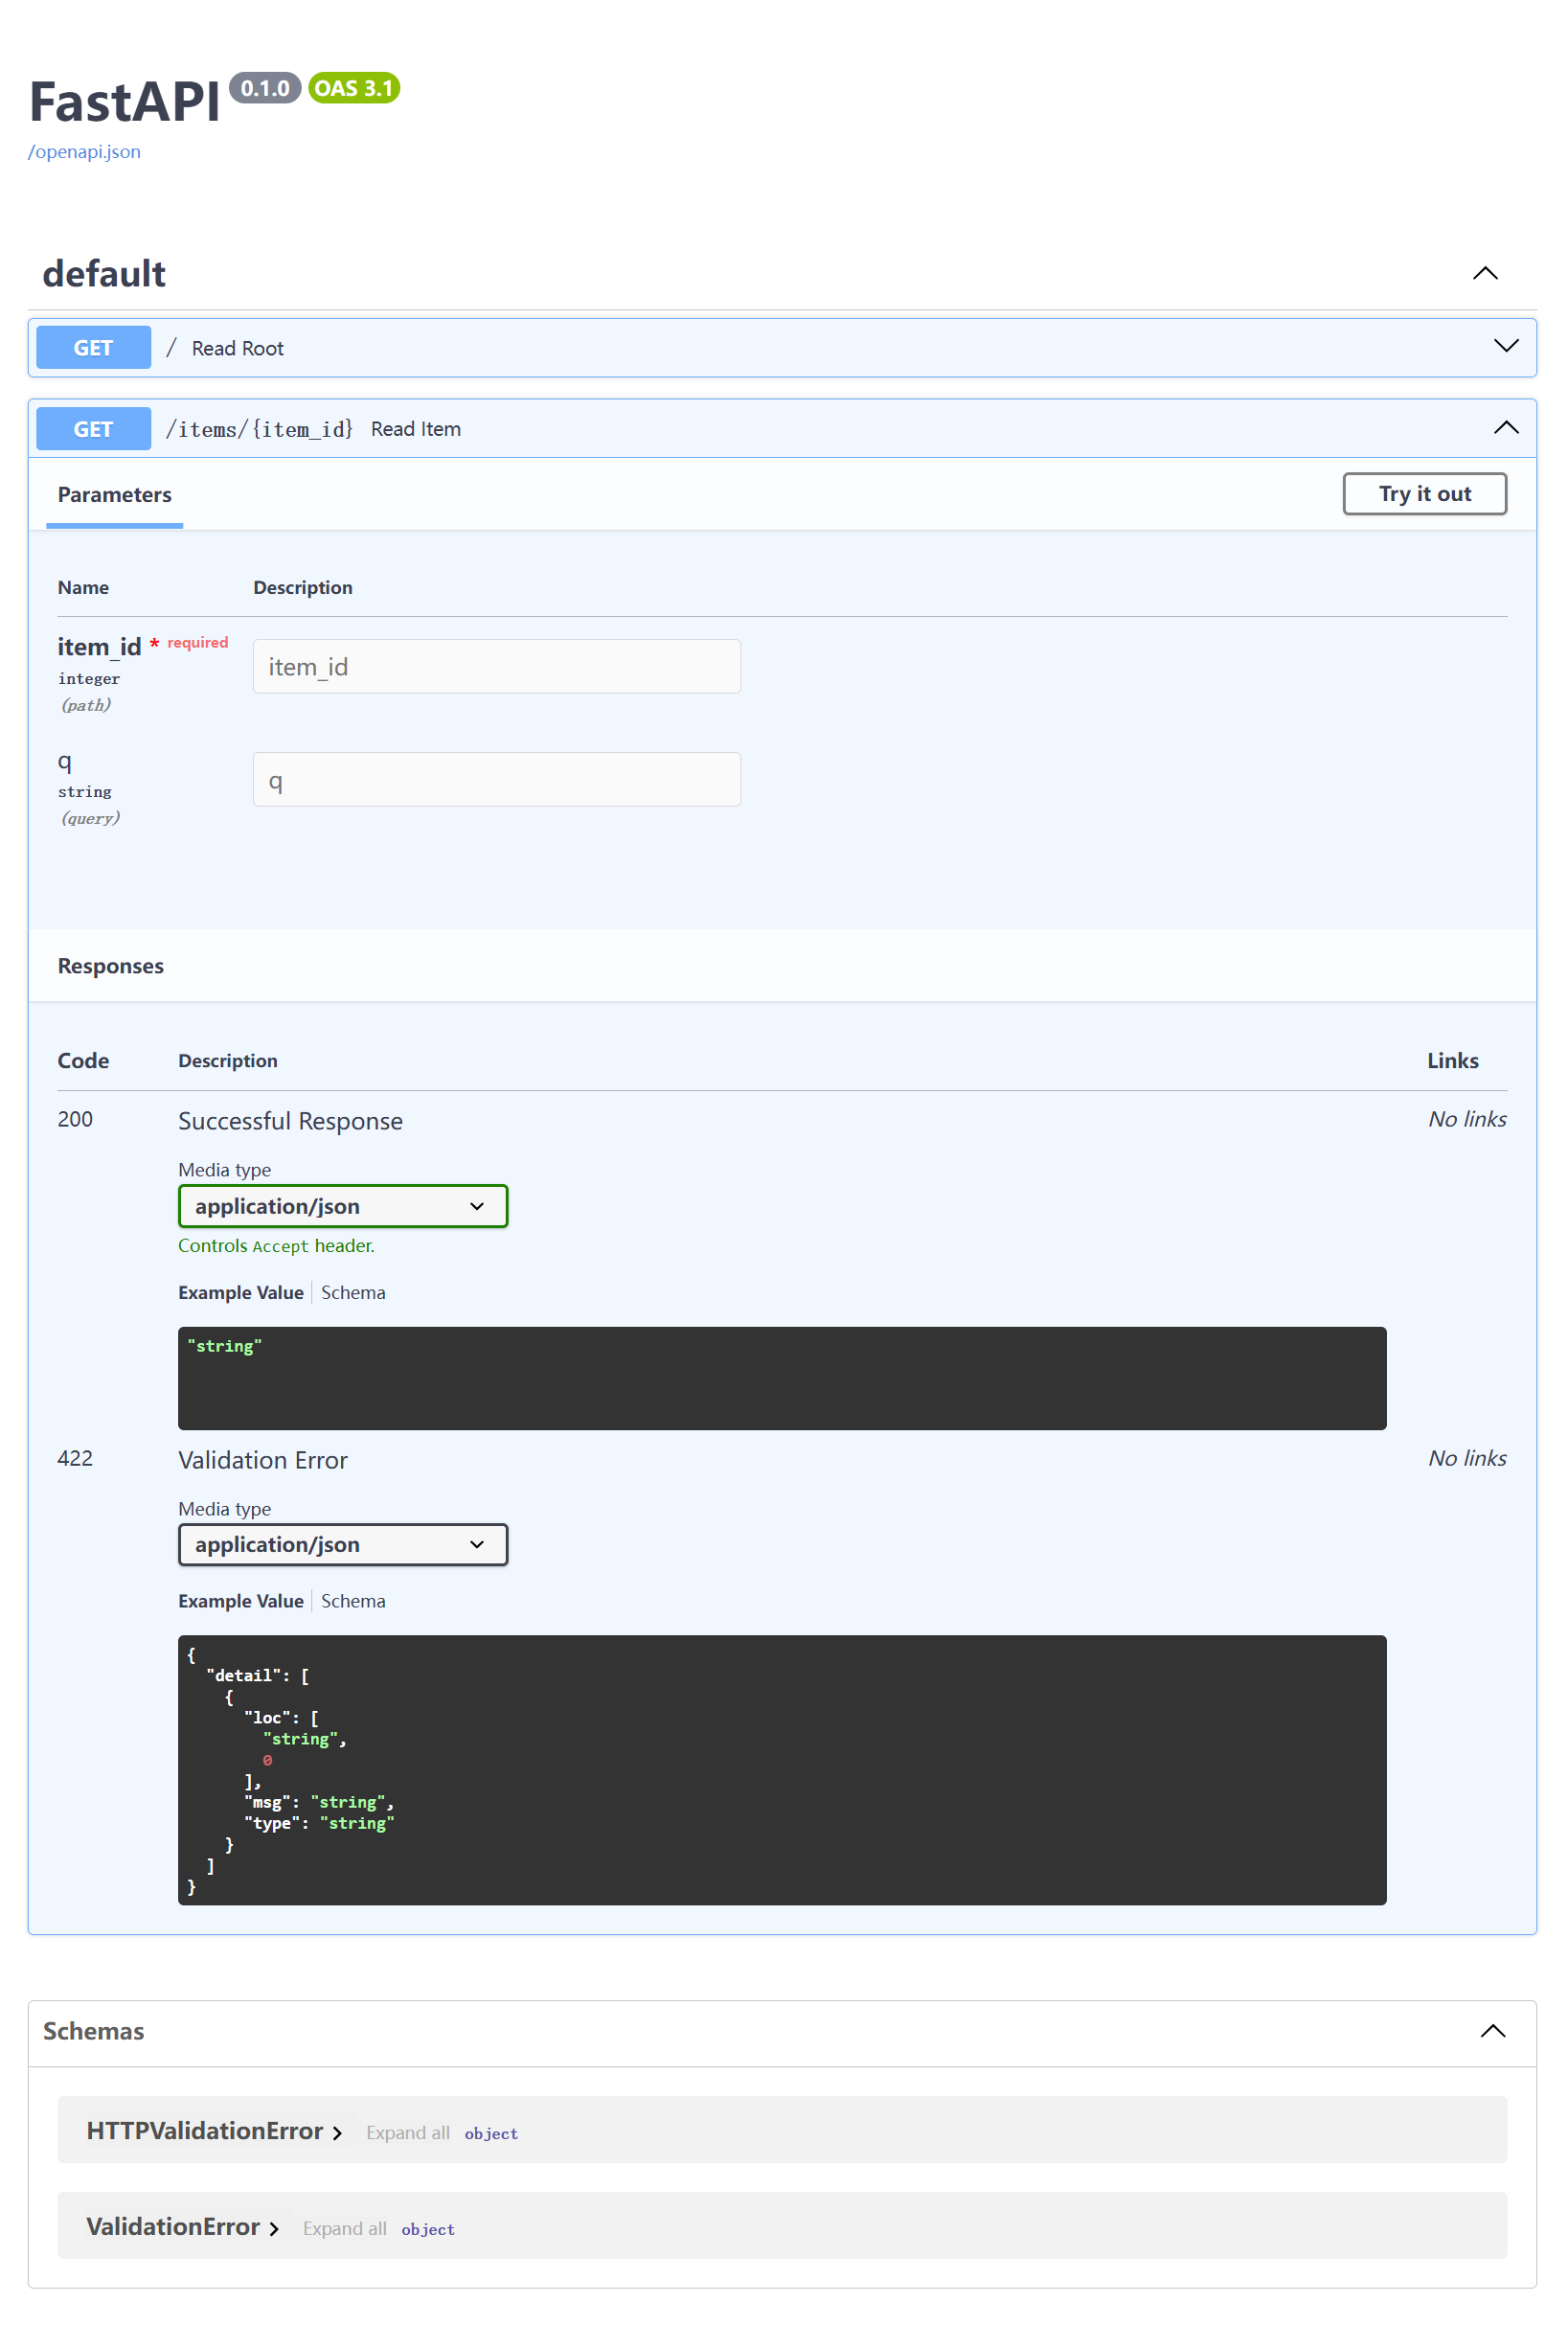 FastAPI 0.1.0 OAS 3.1
/openapi.json
default
GET / Read Root
GET /items/{item_id} Read Item
Parameters Try it out
Name Description
item_id * required
integer
(path)
item_id
q
string
(query)
q
Responses
Code Description Links
200 Successful Response No links
Media type
application/json
Controls Accept header.
Example Value Schema
"string"
422 Validation Error No links
Media type
application/json
Example Value Schema
{
  "detail": [
    {
      "loc": [
        "string",
        0
      ],
      "msg": "string",
      "type": "string"
    }
  ]
}
Schemas
HTTPValidationError Expand all object
ValidationError Expand all object